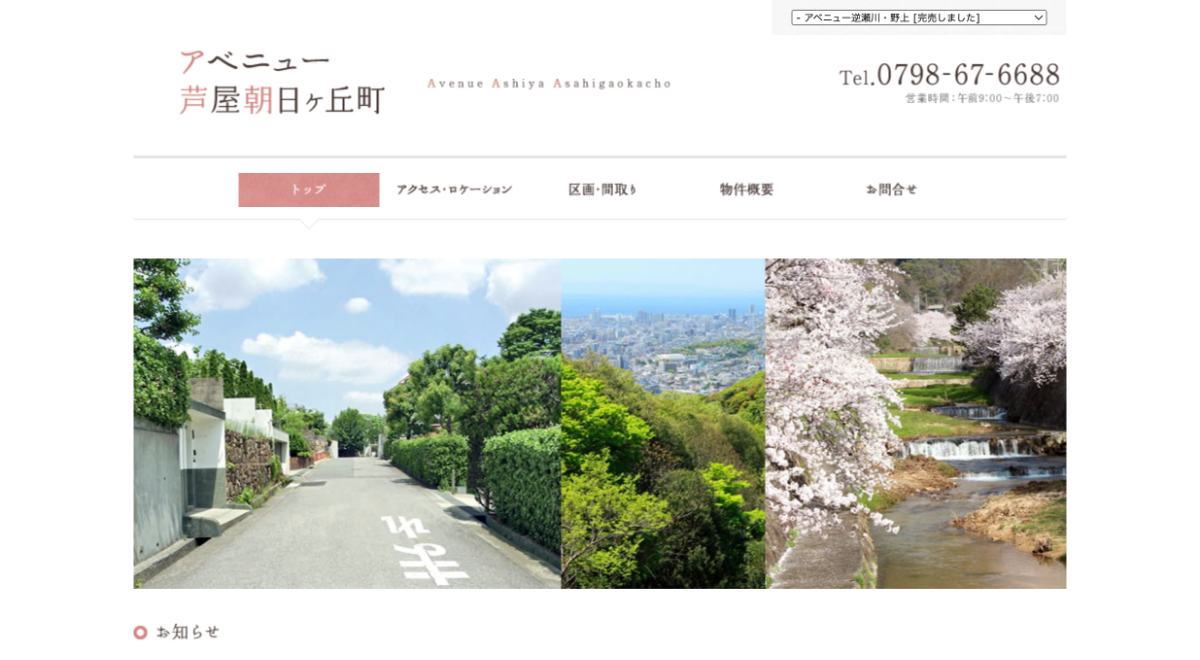 - アベニュー逆瀬川・野上 [完売しました]
アベニュー
芦屋朝日ヶ丘町
Avenue Ashiya Asahigaokacho
Tel.0798-67-6688
営業時間：午前9:00～午後7:00
トップ
アクセス・ロケーション
区画・間取り
物件概要
お問合せ
お知らせ